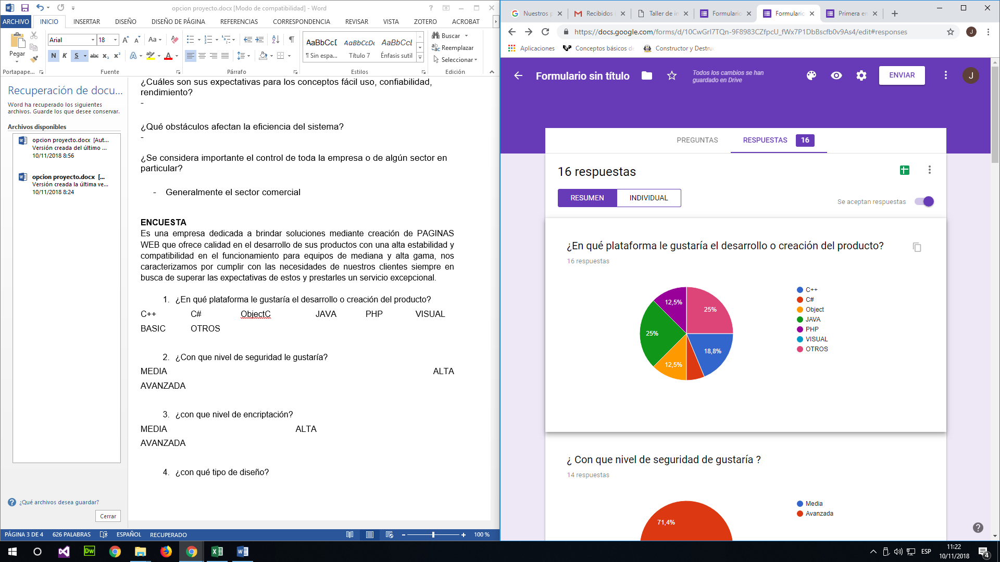 opcion proyecto.docx [Modo de compatibilidad] - Word
ARCHIVO INICIO INSERTAR DISEÑO DISEÑO DE PÁGINA REFERENCIAS CORRESPONDENCIA REVISAR VISTA ZOTERO ACROBAT
Pegar
Arial 18
Aa
N K S abc x₂ x²
AaBbCcI AaBbCcDc AaBbCcL
¶ Sin espa... Título 7 Énfasis sutil
Buscar
Reemplazar
Seleccionar
Portapape... Fuente Párrafo Estilos Edición
Recuperación de docu...
Word ha recuperado los siguientes
archivos. Guarde los que desee conservar.
Archivos disponibles
opcion proyecto.docx [Aut...
Versión creada del último ...
10/11/2018 8:56
opcion proyecto.docx [...
Versión creada la última ve...
10/11/2018 8:24
¿Qué archivos desea guardar?
Cerrar
¿Cuáles son sus expectativas para los conceptos fácil uso, confiabilidad,
rendimiento?
-
¿Qué obstáculos afectan la eficiencia del sistema?
-
¿Se considera importante el control de toda la empresa o de algún sector en
particular?
- Generalmente el sector comercial
ENCUESTA
Es una empresa dedicada a brindar soluciones mediante creación de PAGINAS
WEB que ofrece calidad en el desarrollo de sus productos con una alta estabilidad y
compatibilidad en el funcionamiento para equipos de mediana y alta gama, nos
caracterizamos por cumplir con las necesidades de nuestros clientes siempre en
busca de superar las expectativas de estos y prestarles un servicio excepcional.
1. ¿En qué plataforma le gustaría el desarrollo o creación del producto?
C++ C# ObjectC JAVA PHP VISUAL
BASIC OTROS
2. ¿Con que nivel de seguridad le gustaría?
MEDIA ALTA
AVANZADA
3. ¿con que nivel de encriptación?
MEDIA ALTA
AVANZADA
4. ¿con qué tipo de diseño?
PÁGINA 3 DE 4 626 PALABRAS ESPAÑOL RECUPERADO 100 %
Nuestros p Recibidos Taller de in Formulario Formulario Primera en
https://docs.google.com/forms/d/10CwGrI7TQn-9F8983CZfpcU_fWx7P1DbBscfb0v9As4/edit#responses
J
Aplicaciones Conceptos básicos de Constructor y Destru
Formulario sin título
Todos los cambios se han
guardado en Drive
ENVIAR
J
PREGUNTAS RESPUESTAS 16
16 respuestas
RESUMEN INDIVIDUAL
Se aceptan respuestas
¿En qué plataforma le gustaría el desarrollo o creación del producto?
16 respuestas
12,5%
25%
25%
18,8%
12,5%
C++
C#
Object
JAVA
PHP
VISUAL
OTROS
¿ Con que nivel de seguridad de gustaría ?
14 respuestas
71,4%
Media
Avanzada
Dw
ESP
11:22
10/11/2018
4